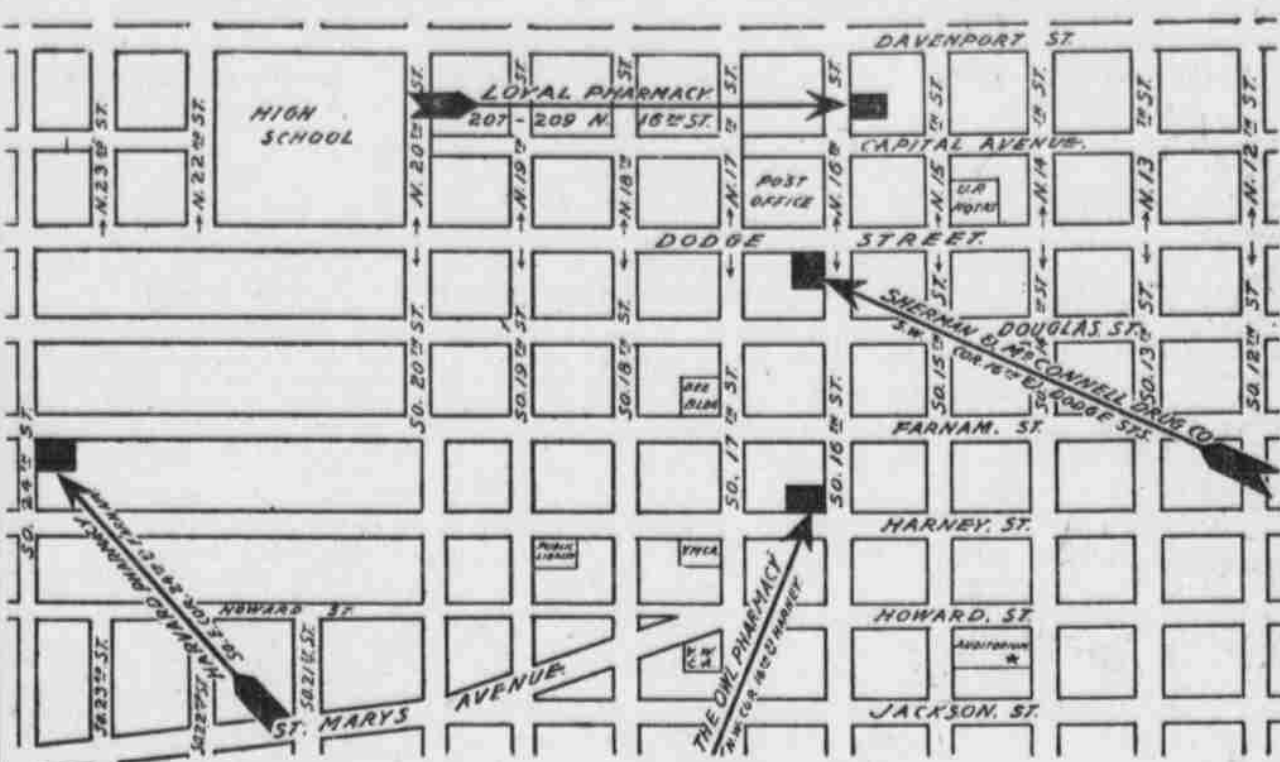 DAVENPORT ST.
HIGH
SCHOOL
LOYAL PHARMACY
207 - 209 N. 16TH ST.
CAPITAL AVENUE.
N. 23RD ST.
N. 22ND ST.
N. 20TH ST.
N. 19TH ST.
N. 18TH ST.
N. 17TH ST.
N. 16TH ST.
N. 15TH ST.
N. 14TH ST.
N. 13TH ST.
N. 12TH ST.
POST
OFFICE
U.P.
DODGE STREET.
SHERMAN & McCONNELL DRUG CO.
S.W. COR. 16TH & DODGE STS.
DOUGLAS ST.
SO. 20TH ST.
SO. 19TH ST.
SO. 18TH ST.
SO. 17TH ST.
SO. 16TH ST.
SO. 15TH ST.
SO. 14TH ST
SO. 13TH ST.
SO. 12TH ST
BEE
BLDG
FARNAM. ST.
SO. 24TH ST.
HARNEY. ST.
HARVARD PHARMACY
SO.E. COR. 24TH & FARNAM
PUBLIC
LIBRARY
Y.M.C.A.
THE OWL PHARMACY
N.W. COR. 16TH & HARNEY.
HOWARD ST.
HOWARD. ST.
SO. 23RD ST.
SO. 22ND ST.
SO. 21ST. ST.
Y.W.
C.A.
AUDITORIUM
*
ST. MARYS AVENUE.
JACKSON. ST.